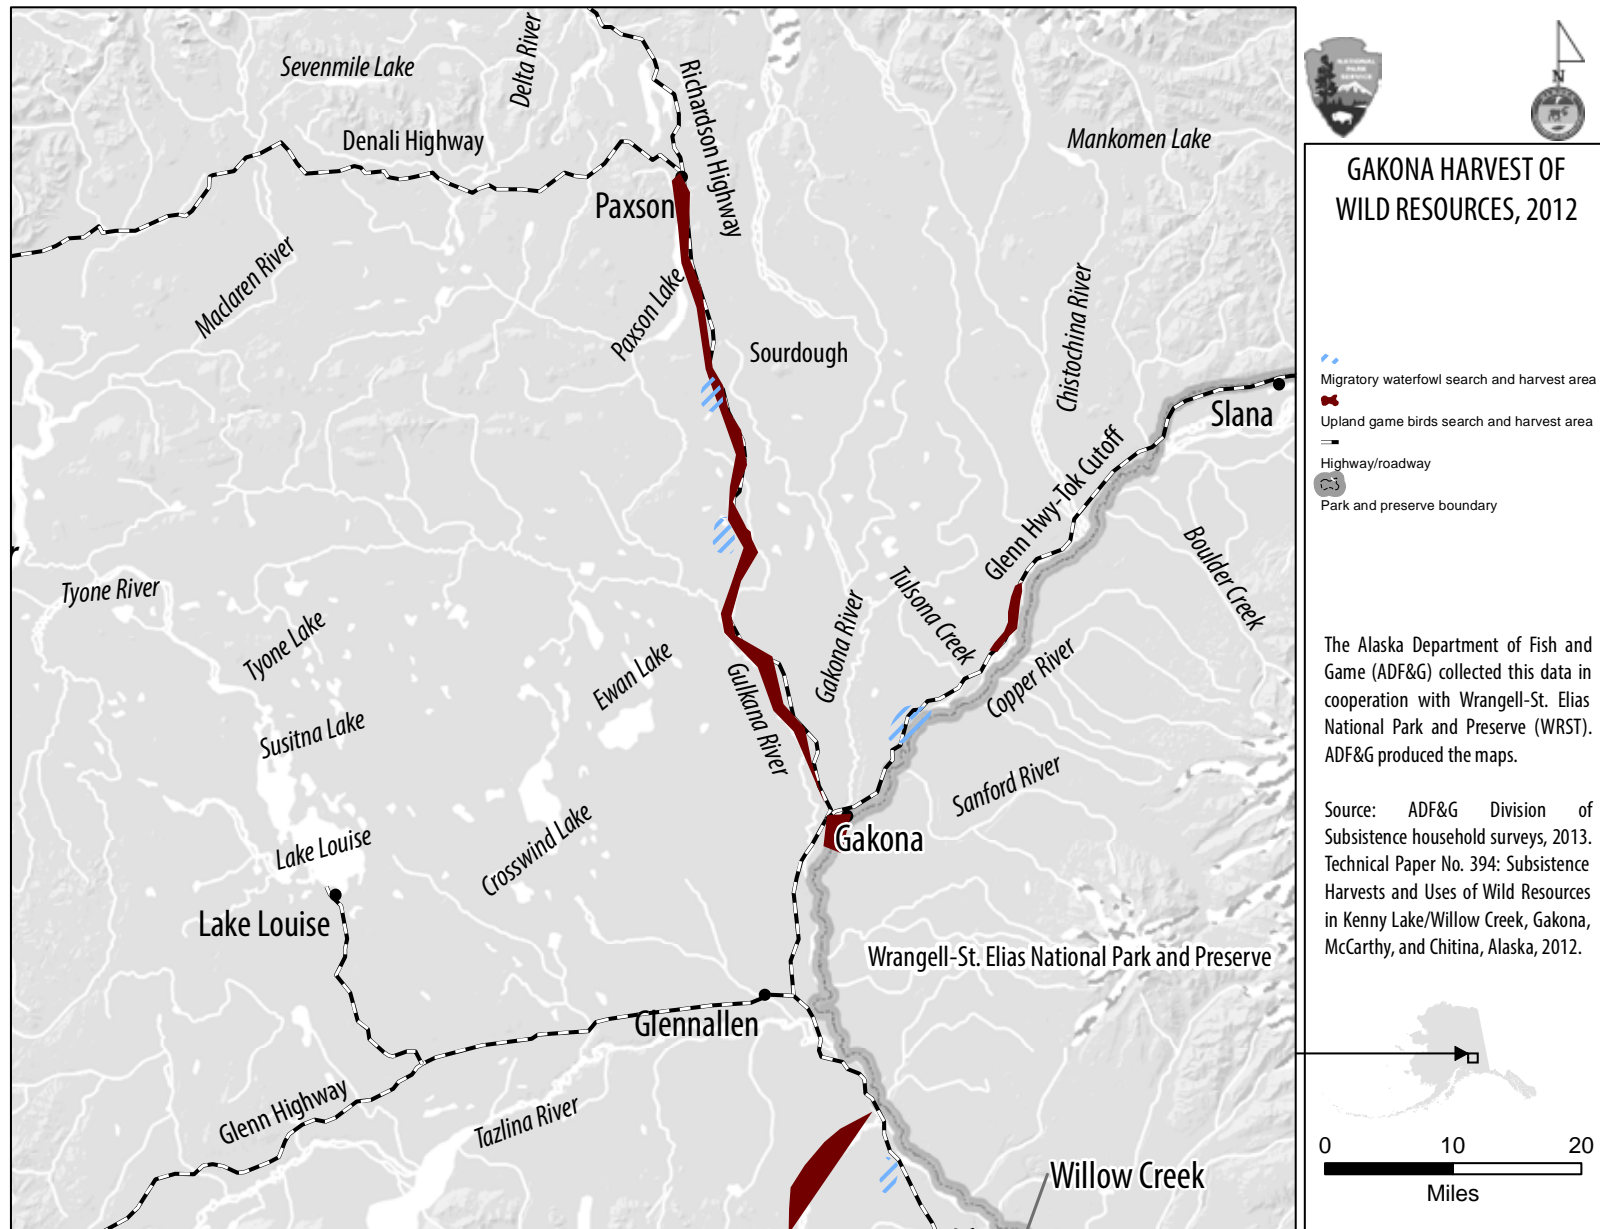 Sevenmile Lake
Delta River
Richardson Highway
Denali Highway
Mankomen Lake
Paxson
Maclaren River
Paxson Lake
Sourdough
Chistochina River
Slana
Glenn Hwy-Tok Cutoff
Boulder Creek
Tyone River
Tyone Lake
Tulsona Creek
Gakona River
Ewan Lake
Gulkana River
Copper River
Susitna Lake
Sanford River
Crosswind Lake
Lake Louise
Gakona
Lake Louise
Wrangell-St. Elias National Park and Preserve
Glennallen
Glenn Highway
Tazlina River
Willow Creek
NATIONAL
PARK
SERVICE
N
GAKONA HARVEST OF
WILD RESOURCES, 2012
Migratory waterfowl search and harvest area
Upland game birds search and harvest area
Highway/roadway
Park and preserve boundary
The Alaska Department of Fish and
Game (ADF&G) collected this data in
cooperation with Wrangell-St. Elias
National Park and Preserve (WRST).
ADF&G produced the maps.
Source: ADF&G Division of
Subsistence household surveys, 2013.
Technical Paper No. 394: Subsistence
Harvests and Uses of Wild Resources
in Kenny Lake/Willow Creek, Gakona,
McCarthy, and Chitina, Alaska, 2012.
0 10 20
Miles